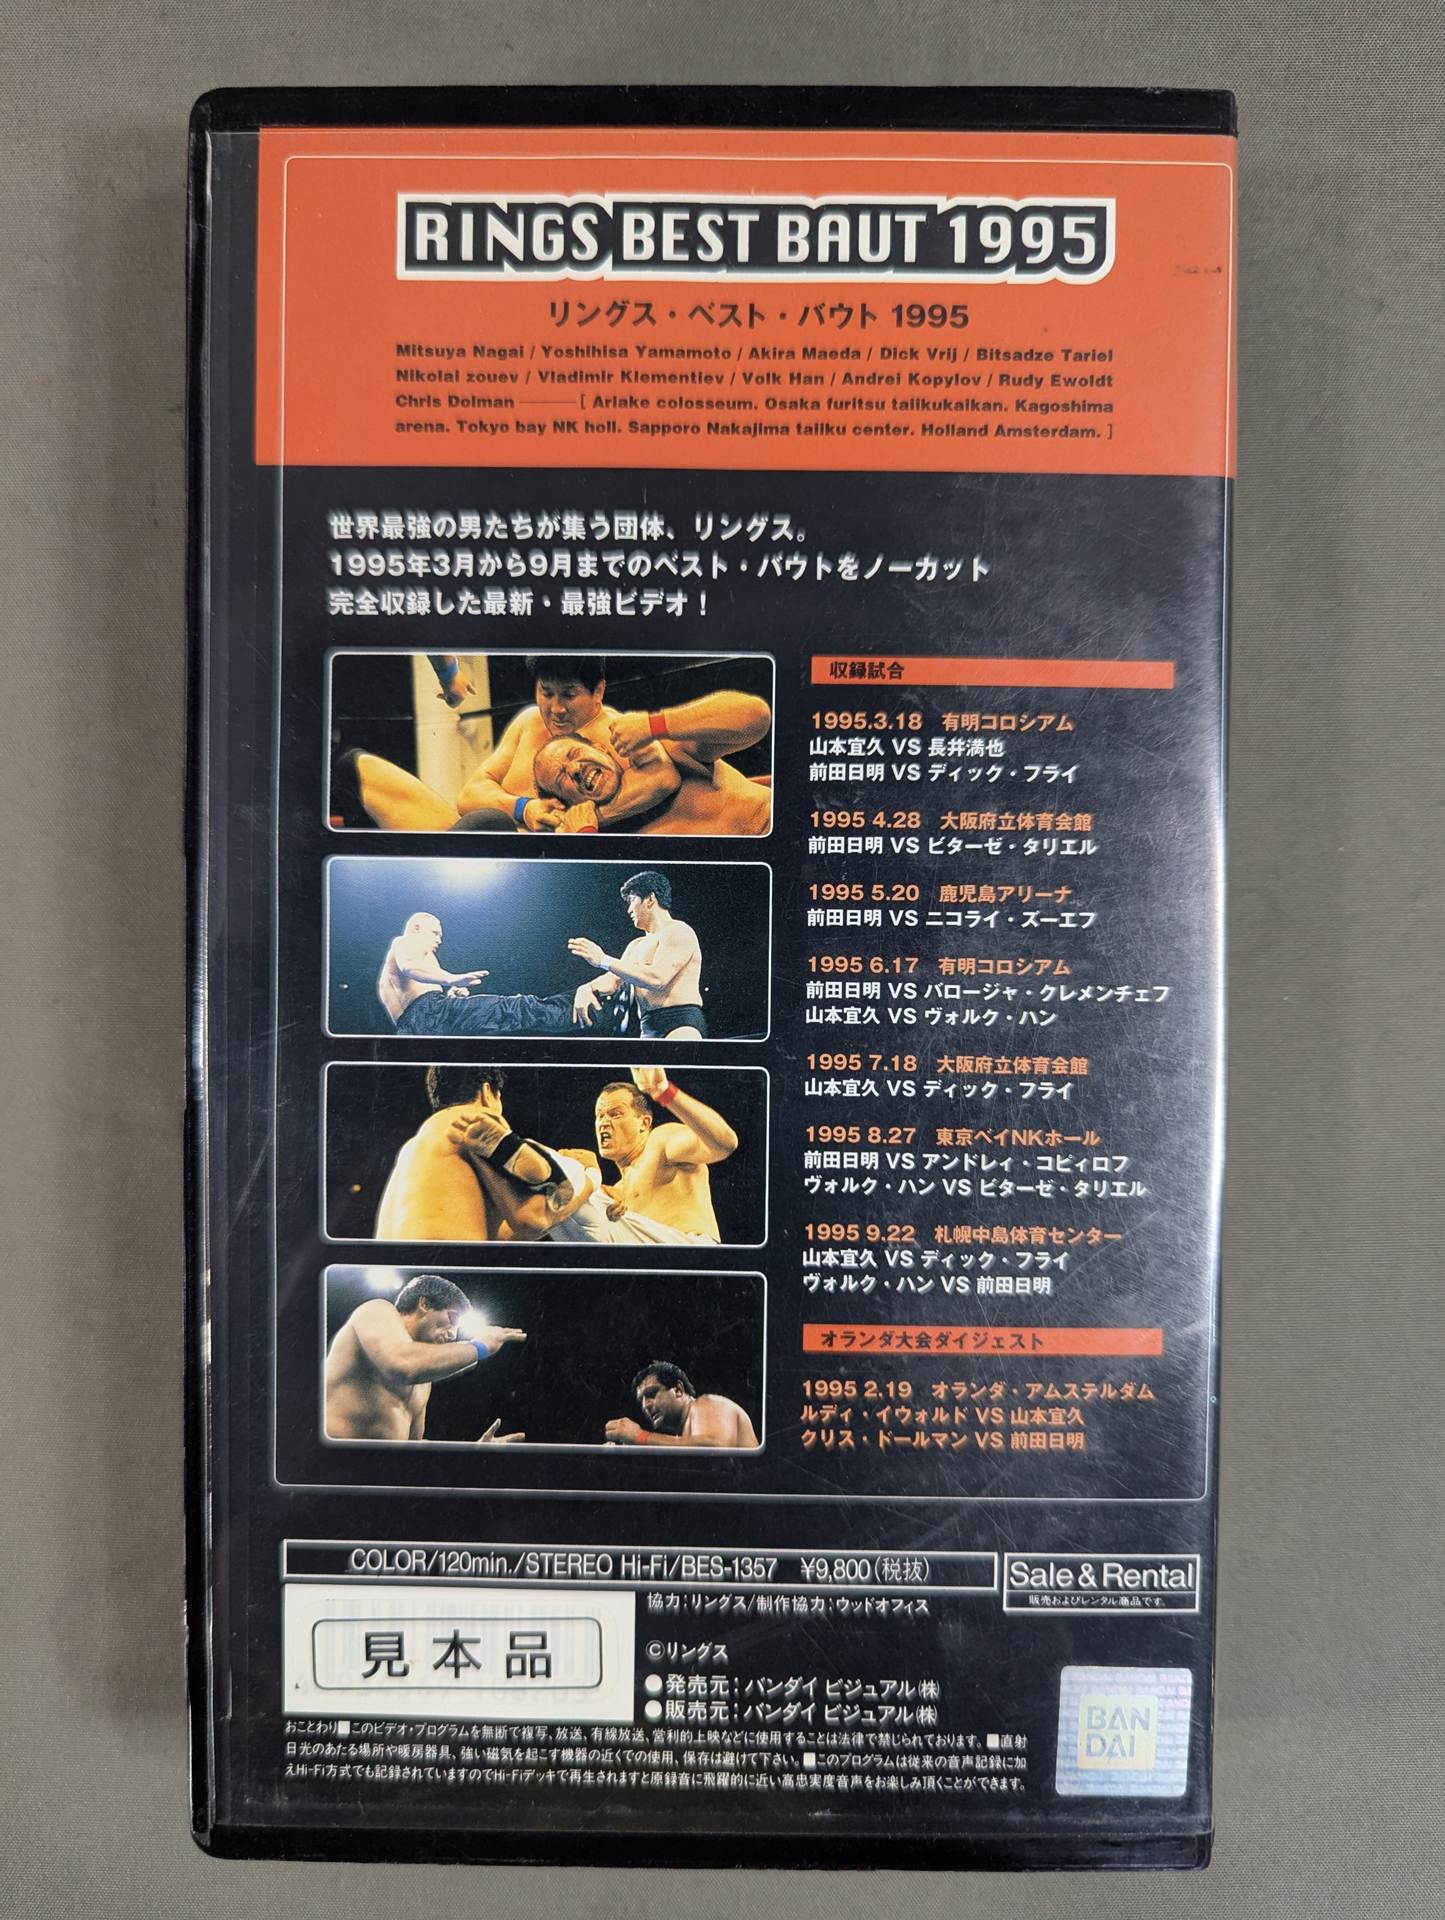 RINGS BEST BAUT 1995
リングス・ベスト・バウト 1995
Mitsuya Nagai / Yoshihisa Yamamoto / Akira Maeda / Dick Vrij / Bitsadze Tariel
Nikolai zouev / Vladimir Klementiev / Volk Han / Andrei Kopylov / Rudy Ewoldt
Chris Dolman ――― [ Ariake colosseum. Osaka furitsu taiikukaikan. Kagoshima
arena. Tokyo bay NK holl. Sapporo Nakajima taiiku center. Holland Amsterdam. ]
世界最強の男たちが集う団体、リングス。
1995年3月から9月までのベスト・バウトをノーカット
完全収録した最新・最強ビデオ！
収録試合
1995.3.18 有明コロシアム
山本宜久 VS 長井満也
前田日明 VS ディック・フライ
1995 4.28 大阪府立体育会館
前田日明 VS ビターゼ・タリエル
1995 5.20 鹿児島アリーナ
前田日明 VS ニコライ・ズーエフ
1995 6.17 有明コロシアム
前田日明 VS バロージャ・クレメンチェフ
山本宜久 VS ヴォルク・ハン
1995 7.18 大阪府立体育会館
山本宜久 VS ディック・フライ
1995 8.27 東京ベイNKホール
前田日明 VS アンドレィ・コピィロフ
ヴォルク・ハン VS ビターゼ・タリエル
1995 9.22 札幌中島体育センター
山本宜久 VS ディック・フライ
ヴォルク・ハン VS 前田日明
オランダ大会ダイジェスト
1995 2.19 オランダ・アムステルダム
ルディ・イウォルド VS 山本宜久
クリス・ドールマン VS 前田日明
COLOR/120min./STEREO Hi-Fi/BES-1357 ¥9,800(税抜)
Sale & Rental
販売およびレンタル商品です。
協力：リングス/制作協力：ウッドオフィス
見本品
©リングス
●発売元：バンダイ ビジュアル㈱
●販売元：バンダイ ビジュアル㈱
おことわり■このビデオ・プログラムを無断で複写、放送、有線放送、営利的上映などに使用することは法律で禁じられております。■直射
日光のあたる場所や暖房器具、強い磁気を起こす機器の近くでの使用、保存は避けて下さい。■このプログラムは従来の音声記録に加
えHi-Fi方式でも記録されていますのでHi-Fiデッキで再生されますと原録音に飛躍的に近い高忠実度音声をお楽しみ頂くことができます。
BAN
DAI